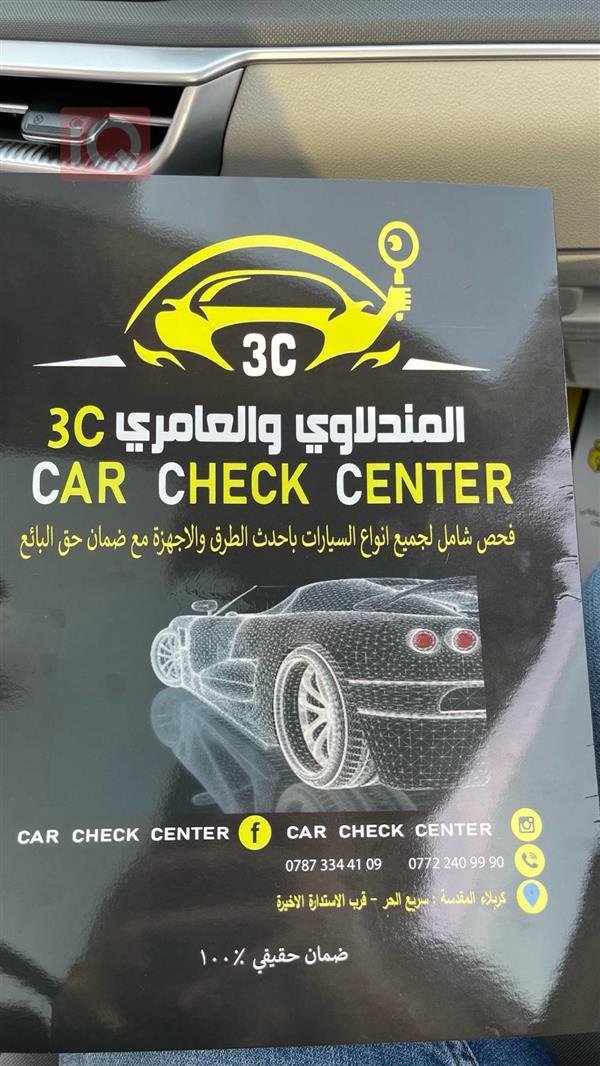 iQ
3C
المندلاوي والعامري 3C
CAR CHECK CENTER
فحص شامل لجميع انواع السيارات باحدث الطرق والاجهزة مع ضمان حق البائع
CAR CHECK CENTER f CAR CHECK CENTER
0787 334 41 09 0772 240 99 90
كربلاء المقدسة : سريع الحر - قرب الاستدارة الاخيرة
ضمان حقيقي ١٠٠٪